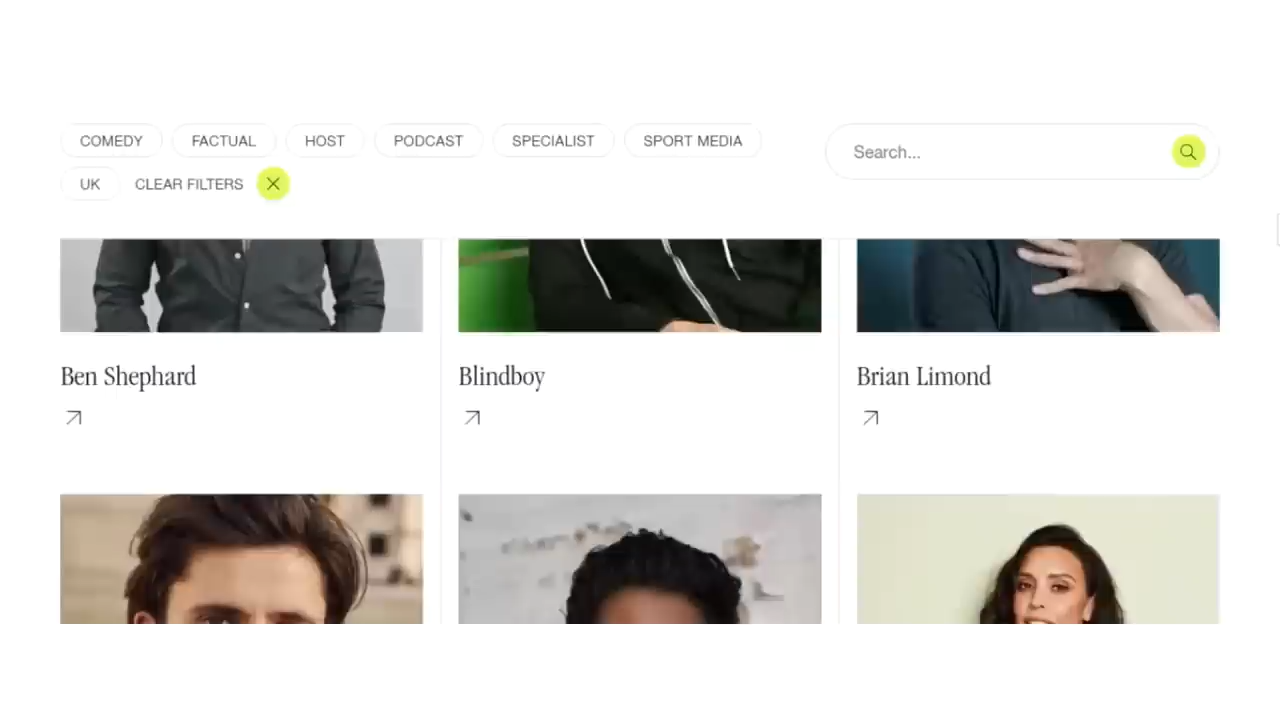 COMEDY FACTUAL HOST PODCAST SPECIALIST SPORT MEDIA
Search...
UK CLEAR FILTERS
Ben Shephard Blindboy Brian Limond